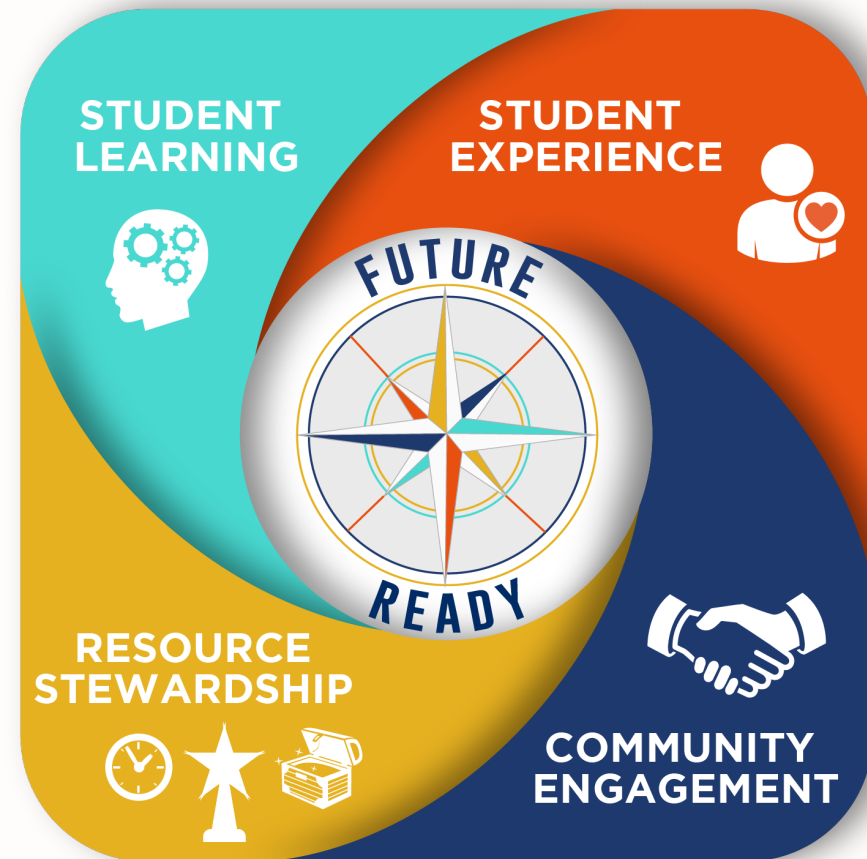 STUDENT
LEARNING
STUDENT
EXPERIENCE
FUTURE
READY
RESOURCE
STEWARDSHIP
COMMUNITY
ENGAGEMENT